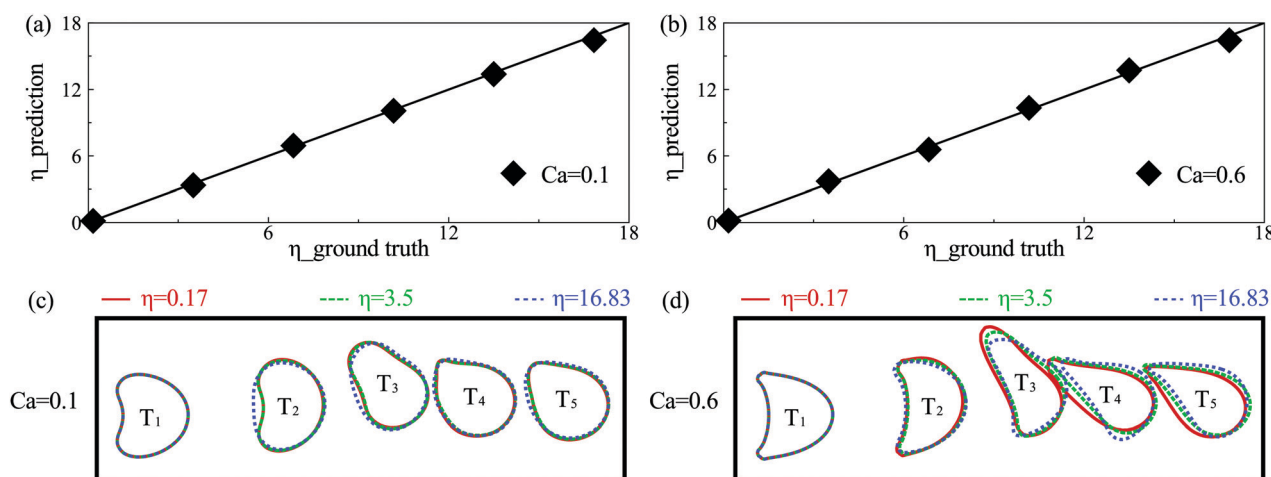 (a)
18
12
6
0
η_prediction
Ca=0.1
6
12
18
η_ground truth
(b)
18
12
6
0
η_prediction
Ca=0.6
6
12
18
η_ground truth
(c)
η=0.17
η=3.5
η=16.83
Ca=0.1
T1
T2
T3
T4
T5
(d)
η=0.17
η=3.5
η=16.83
Ca=0.6
T1
T2
T3
T4
T5